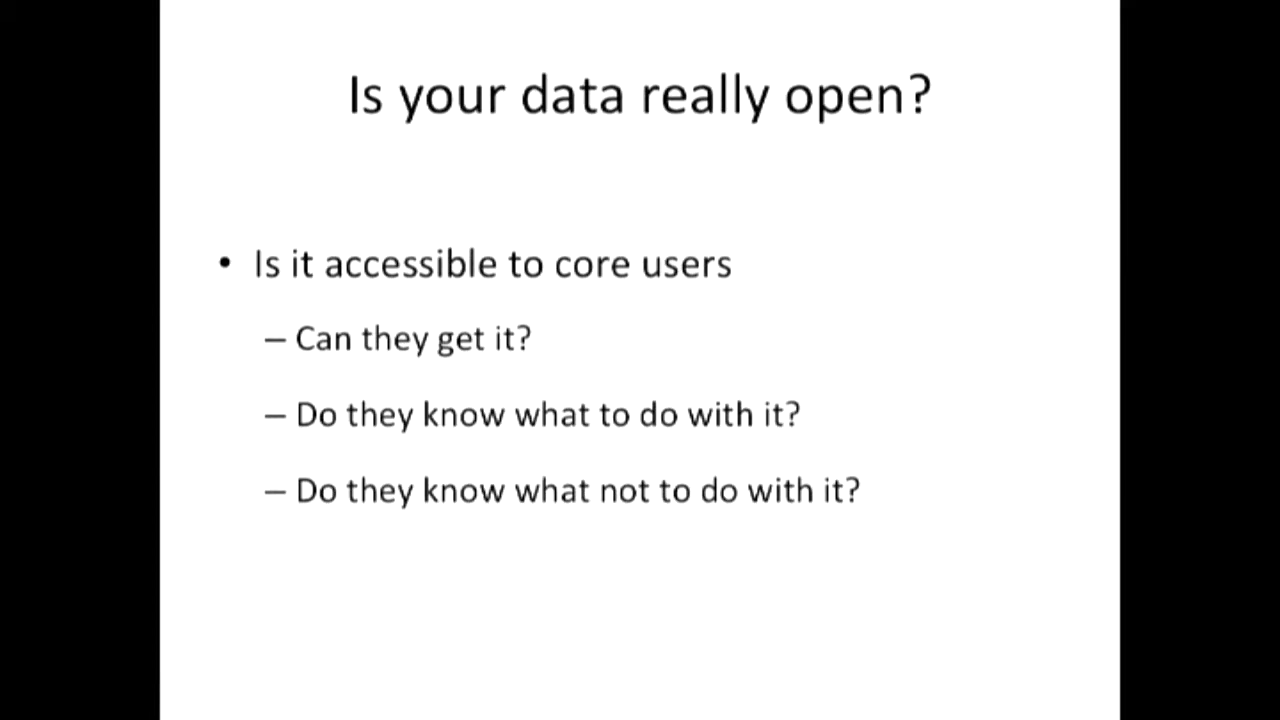 Is your data really open?
• Is it accessible to core users
– Can they get it?
– Do they know what to do with it?
– Do they know what not to do with it?